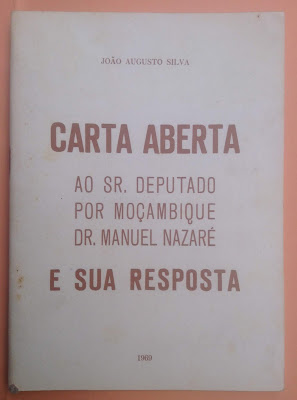 JOÃO AUGUSTO SILVA
CARTA ABERTA
AO SR. DEPUTADO
POR MOÇAMBIQUE
DR. MANUEL NAZARÉ
E SUA RESPOSTA
1969